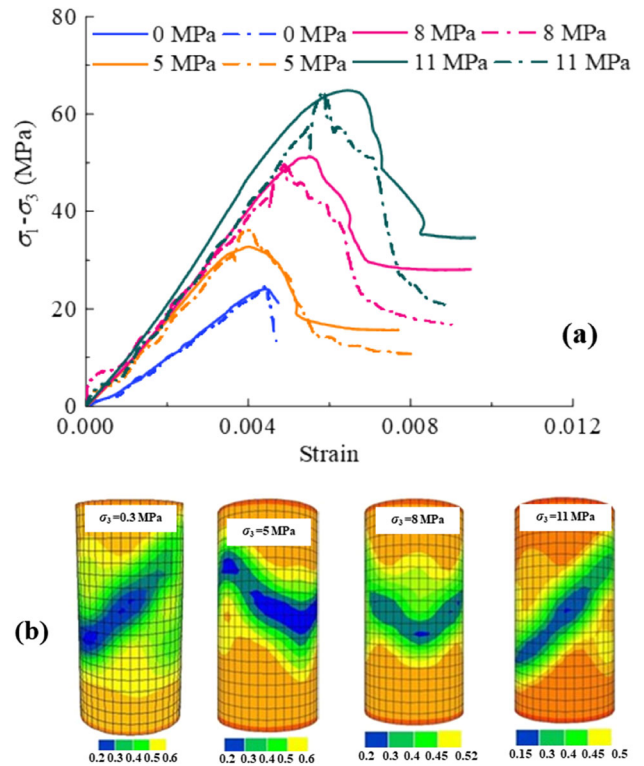 80
0 MPa 0 MPa 8 MPa 8 MPa
5 MPa 5 MPa 11 MPa 11 MPa
60
40
20
0
σ₁-σ₃ (MPa)
(a)
0.000 0.004 0.008 0.012
Strain
(b)
σ₃=0.3 MPa σ₃=5 MPa σ₃=8 MPa σ₃=11 MPa
0.2 0.3 0.4 0.5 0.6 0.2 0.3 0.4 0.5 0.6 0.2 0.3 0.4 0.45 0.52 0.15 0.3 0.4 0.45 0.5